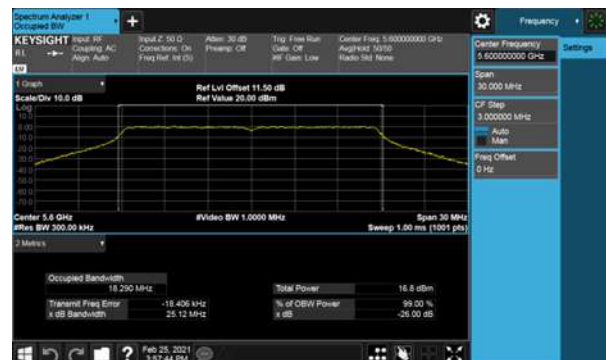 Spectrum Analyzer 1
Occupied BW
Frequency
KEYSIGHT
Input: RF
Coupling: AC
Align: Auto
Input Z: 50 Ω
Corrections: On
Freq Ref: Int (S)
Atten: 30 dB
Preamp: Off
Trig: Free Run
Gate: Off
#IF Gain: Low
Center Freq: 5.600000000 GHz
Avg|Hold: 50/50
Radio Std: None
Center Frequency
5.600000000 GHz
Settings
Span
30.000 MHz
CF Step
3.000000 MHz
Auto
Man
Freq Offset
0 Hz
1 Graph
Scale/Div 10.0 dB
Ref Lvl Offset 11.50 dB
Ref Value 20.00 dBm
Log
Center 5.6 GHz
#Res BW 300.00 kHz
#Video BW 1.0000 MHz
Span 30 MHz
Sweep 1.00 ms (1001 pts)
2 Metrics
Occupied Bandwidth
18.290 MHz
Total Power
16.8 dBm
Transmit Freq Error
-18.406 kHz
% of OBW Power
99.00 %
x dB Bandwidth
25.12 MHz
x dB
-26.00 dB
Feb 25, 2021
3:57:44 PM